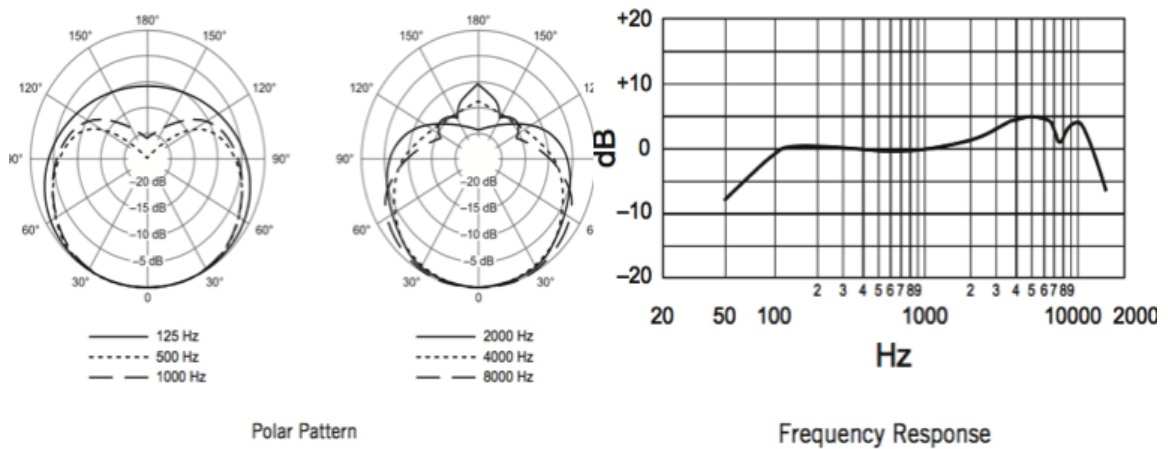 180°
150°
150°
120°
120°
90°
60°
60°
30°
30°
0
–20 dB
–15 dB
–10 dB
–5 dB
125 Hz
500 Hz
1000 Hz
180°
150°
150°
120°
90°
60°
30°
30°
0
–20 dB
–15 dB
–10 dB
–5 dB
2000 Hz
4000 Hz
8000 Hz
Polar Pattern
+20
+10
0
–10
–20
dB
2 3 4 5 6 7 8 9 2 3 4 5 6 7 8 9
20 50 100 1000 10000 2000
Hz
Frequency Response